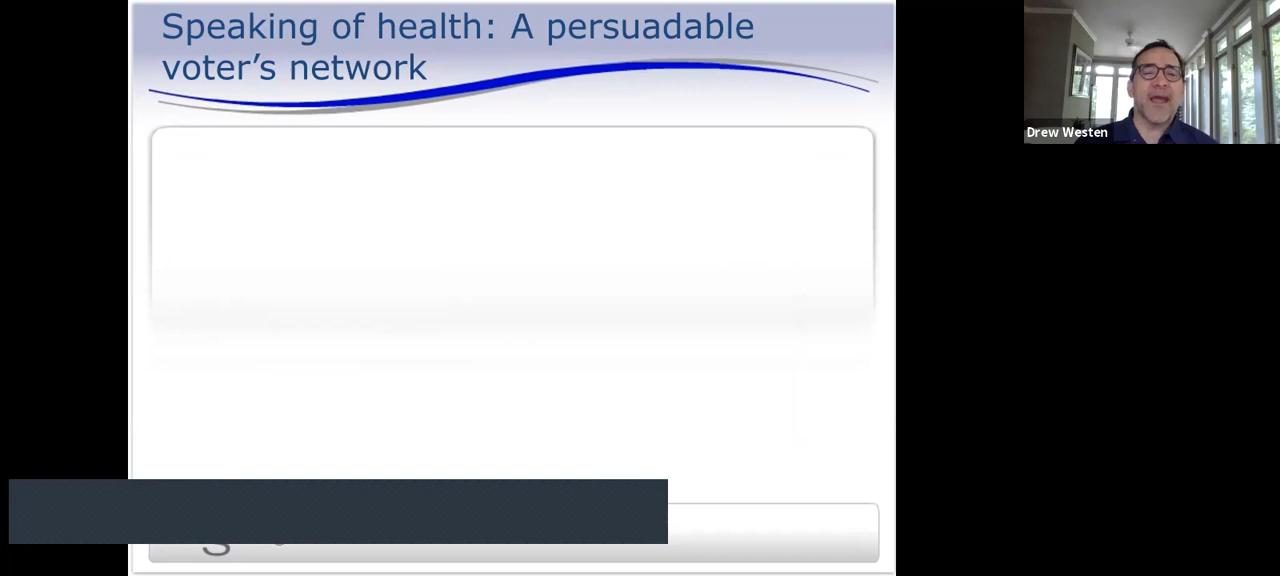 Speaking of health: A persuadable
voter's network
Drew Westen